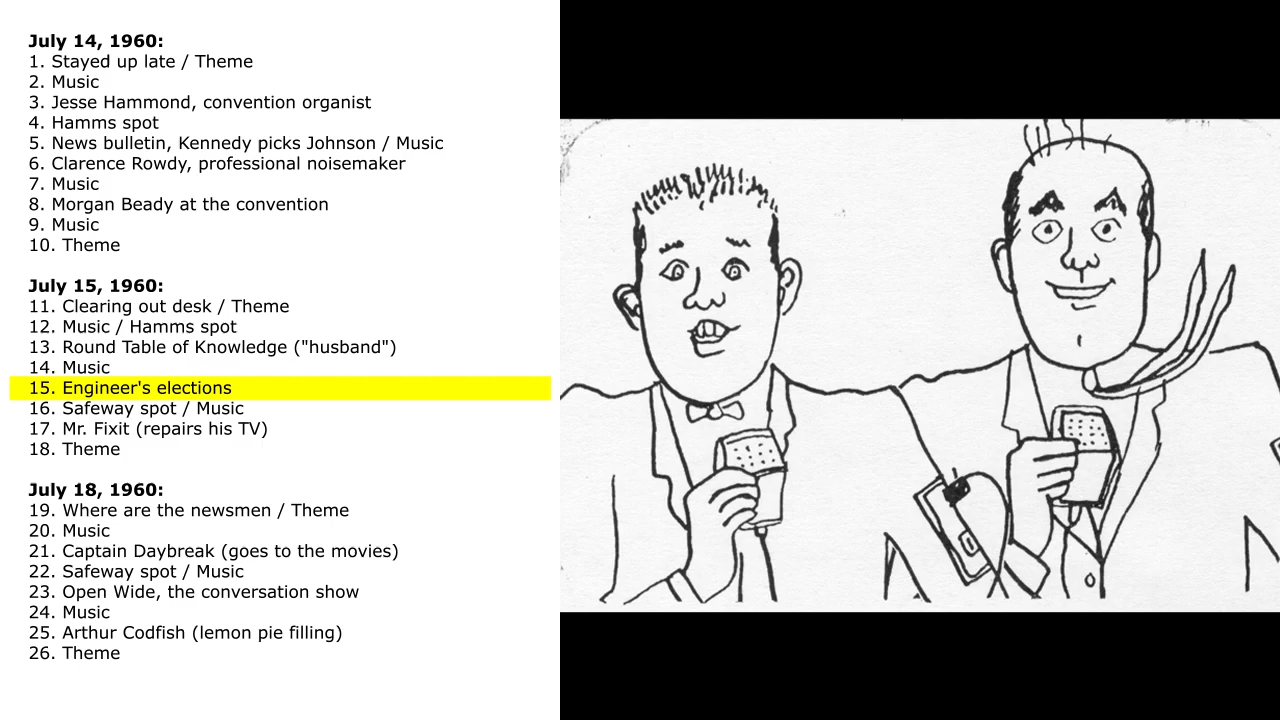 July 14, 1960:
1. Stayed up late / Theme
2. Music
3. Jesse Hammond, convention organist
4. Hamms spot
5. News bulletin, Kennedy picks Johnson / Music
6. Clarence Rowdy, professional noisemaker
7. Music
8. Morgan Beady at the convention
9. Music
10. Theme
July 15, 1960:
11. Clearing out desk / Theme
12. Music / Hamms spot
13. Round Table of Knowledge ("husband")
14. Music
15. Engineer's elections
16. Safeway spot / Music
17. Mr. Fixit (repairs his TV)
18. Theme
July 18, 1960:
19. Where are the newsmen / Theme
20. Music
21. Captain Daybreak (goes to the movies)
22. Safeway spot / Music
23. Open Wide, the conversation show
24. Music
25. Arthur Codfish (lemon pie filling)
26. Theme